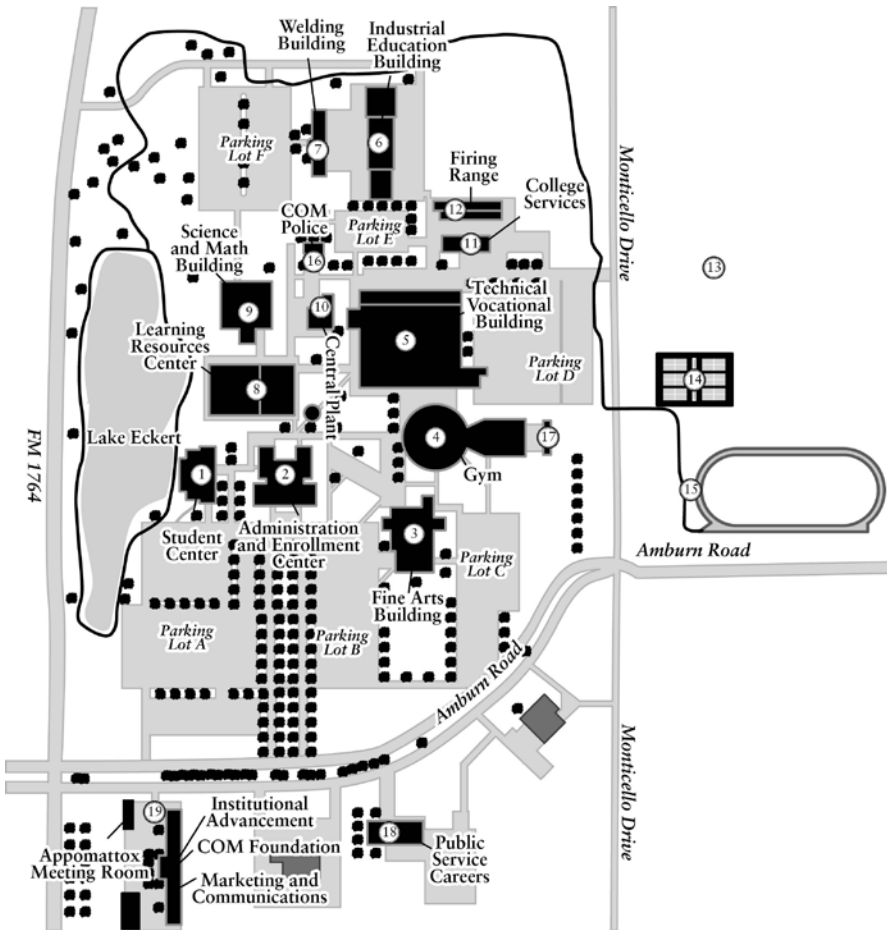 Welding
Building
Industrial
Education
Building
Parking
Lot F
7
6
Monticello Drive
Firing
Range
College
Services
12
11
COM
Police
16
Parking
Lot E
Science
and Math
Building
9
10
13
Technical
Vocational
Building
5
Learning
Resources
Center
8
Central Plant
Parking
Lot D
14
FM 1764
Lake Eckert
4
17
Gym
1
2
15
Student
Center
Administration
and Enrollment
Center
3
Fine Arts
Building
Parking
Lot C
Amburn Road
Parking
Lot A
Parking
Lot B
Amburn Road
Monticello Drive
19
Institutional
Advancement
COM Foundation
Marketing and
Communications
Appomattox
Meeting Room
18
Public
Service
Careers